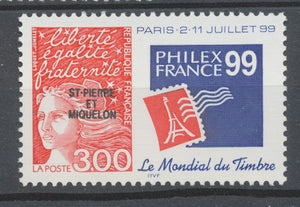 liberté
égalité
fraternité
RÉPUBLIQUE FRANÇAISE
ST-PIERRE
ET
MIQUELON
3,00
LA POSTE
PARIS-2-11 JUILLET 99
PHILEX
FRANCE 99
Le Mondial du Timbre
ITVF